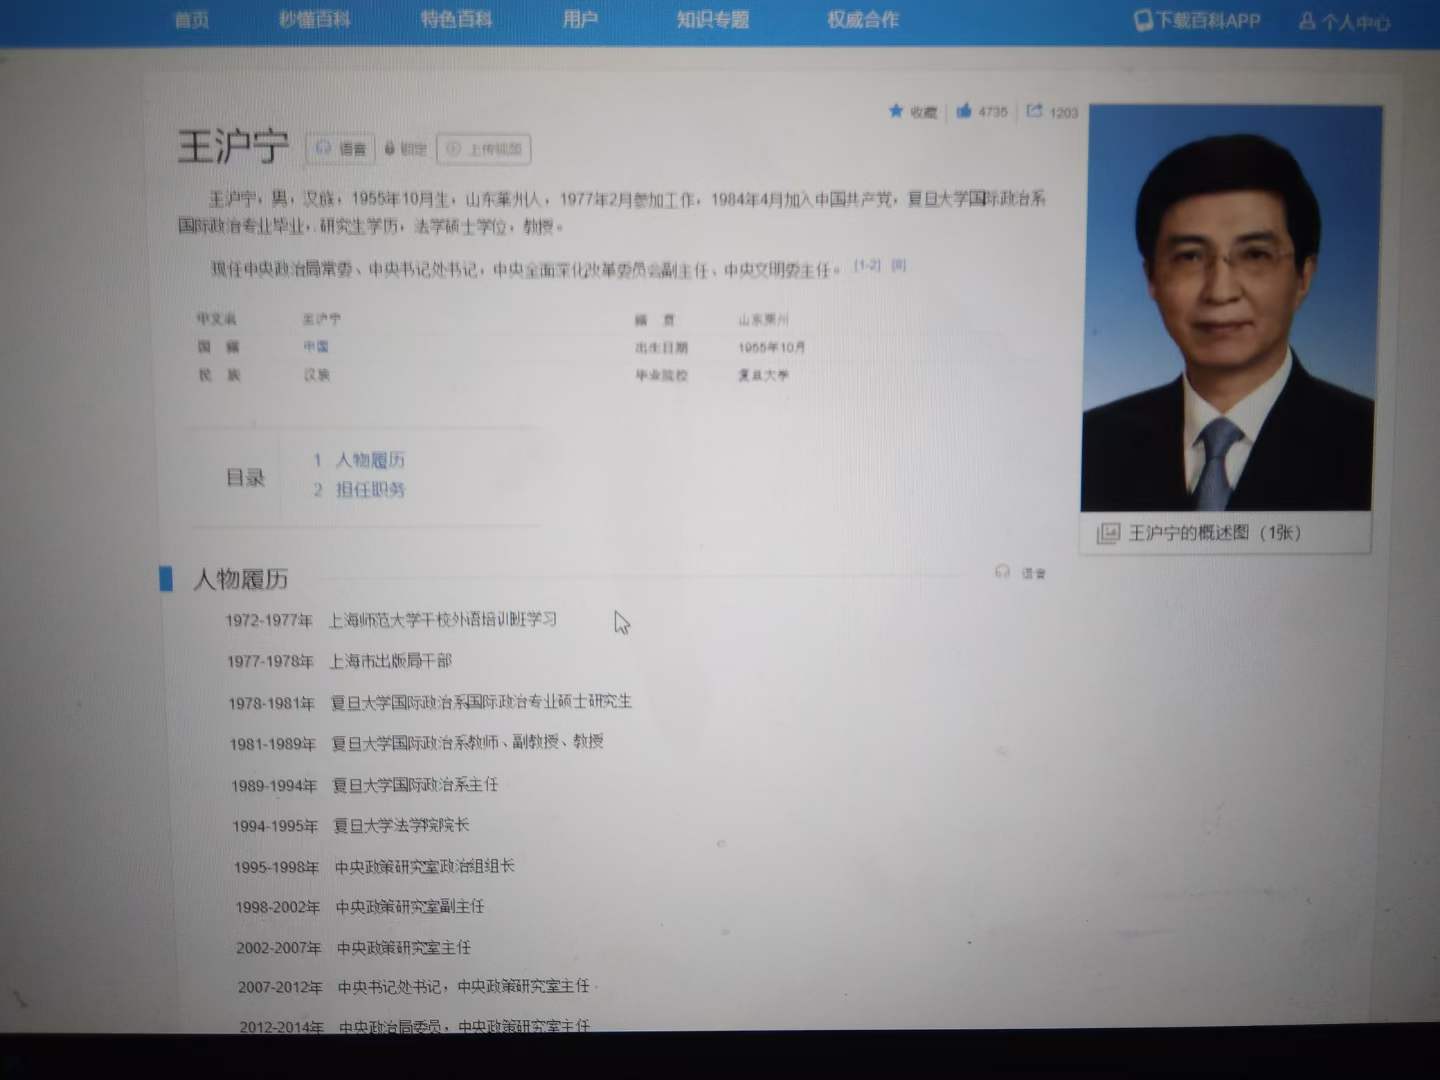 首页 秒懂百科 特色百科 用户 知识专题 权威合作 下载百科APP 个人中心
收藏 4735 1203
王沪宁 语音 锁定 上传视频
王沪宁，男，汉族，1955年10月生，山东莱州人，1977年2月参加工作，1984年4月加入中国共产党，复旦大学国际政治系
国际政治专业毕业，研究生学历，法学硕士学位，教授。
现任中央政治局常委、中央书记处书记，中央全面深化改革委员会副主任、中央文明委主任。 [1-2]
中文名 王沪宁 籍 贯 山东莱州
国 籍 中国 出生日期 1955年10月
民 族 汉族 毕业院校 复旦大学
目录
1 人物履历
2 担任职务
王沪宁的概述图（1张）
人物履历 语音
1972-1977年 上海师范大学干校外语培训班学习
1977-1978年 上海市出版局干部
1978-1981年 复旦大学国际政治系国际政治专业硕士研究生
1981-1989年 复旦大学国际政治系教师、副教授、教授
1989-1994年 复旦大学国际政治系主任
1994-1995年 复旦大学法学院院长
1995-1998年 中央政策研究室政治组组长
1998-2002年 中央政策研究室副主任
2002-2007年 中央政策研究室主任
2007-2012年 中央书记处书记，中央政策研究室主任
2012-2014年 中央政治局委员，中央政策研究室主任